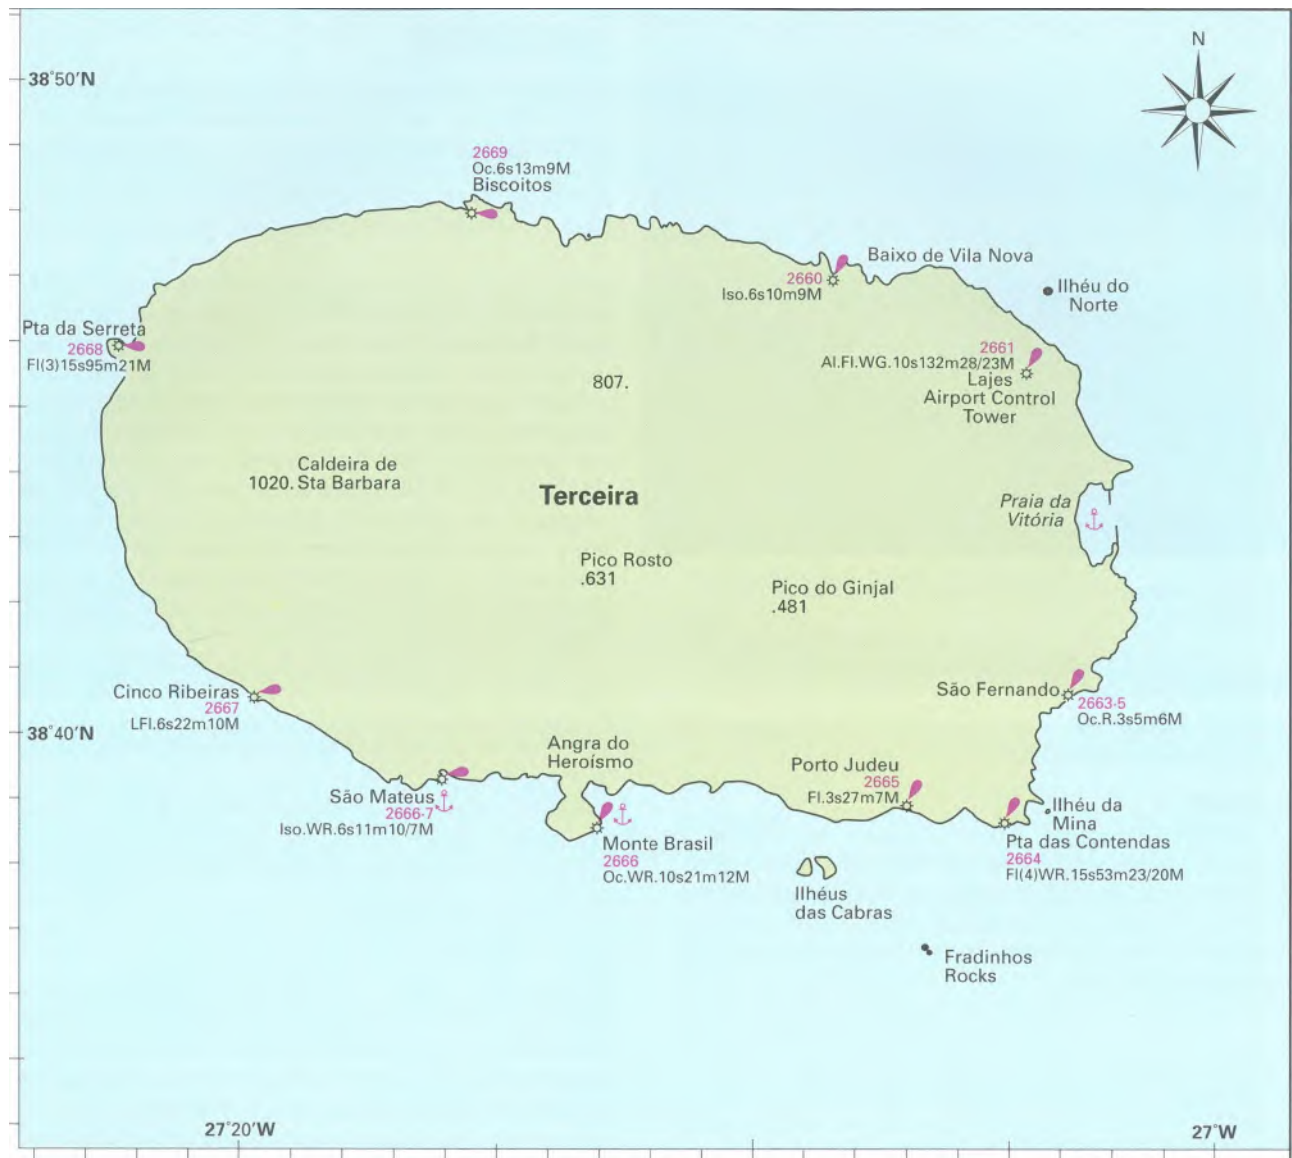 N
38°50'N
2669
Oc.6s13m9M
Biscoitos
Baixo de Vila Nova
2660
Iso.6s10m9M
Ilhéu do
Norte
Pta da Serreta
2668
Fl(3)15s95m21M
2661
Al.Fl.WG.10s132m28/23M
Lajes
Airport Control
Tower
807.
Caldeira de
1020. Sta Barbara
Terceira
Praia da
Vitória
Pico Rosto
.631
Pico do Ginjal
.481
Cinco Ribeiras
2667
LFl.6s22m10M
São Fernando
2663·5
Oc.R.3s5m6M
38°40'N
Angra do
Heroísmo
Porto Judeu
2665
Fl.3s27m7M
São Mateus
2666·7
Iso.WR.6s11m10/7M
Ilhéu da
Mina
Monte Brasil
2666
Oc.WR.10s21m12M
Pta das Contendas
2664
Fl(4)WR.15s53m23/20M
Ilhéus
das Cabras
Fradinhos
Rocks
27°20'W
27°W